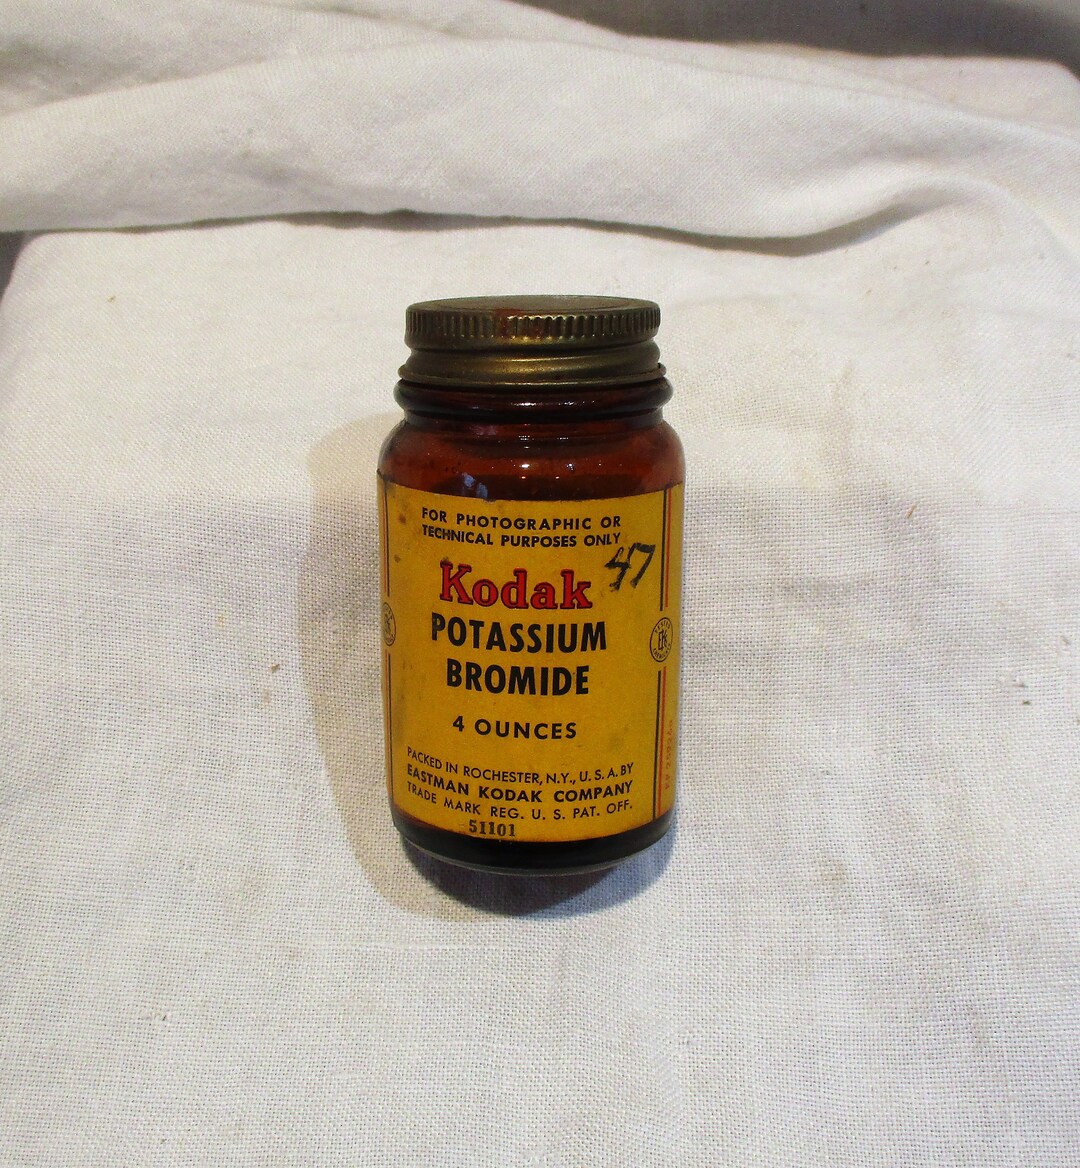 FOR PHOTOGRAPHIC OR
TECHNICAL PURPOSES ONLY
47
Kodak
POTASSIUM
BROMIDE
4 OUNCES
PACKED IN ROCHESTER, N.Y., U.S.A. BY
EASTMAN KODAK COMPANY
TRADE MARK REG. U. S. PAT. OFF.
51101